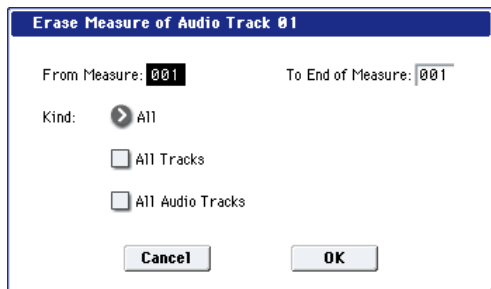 Erase Measure of Audio Track 01
From Measure: 001 To End of Measure: 001
Kind: All
All Tracks
All Audio Tracks
Cancel OK